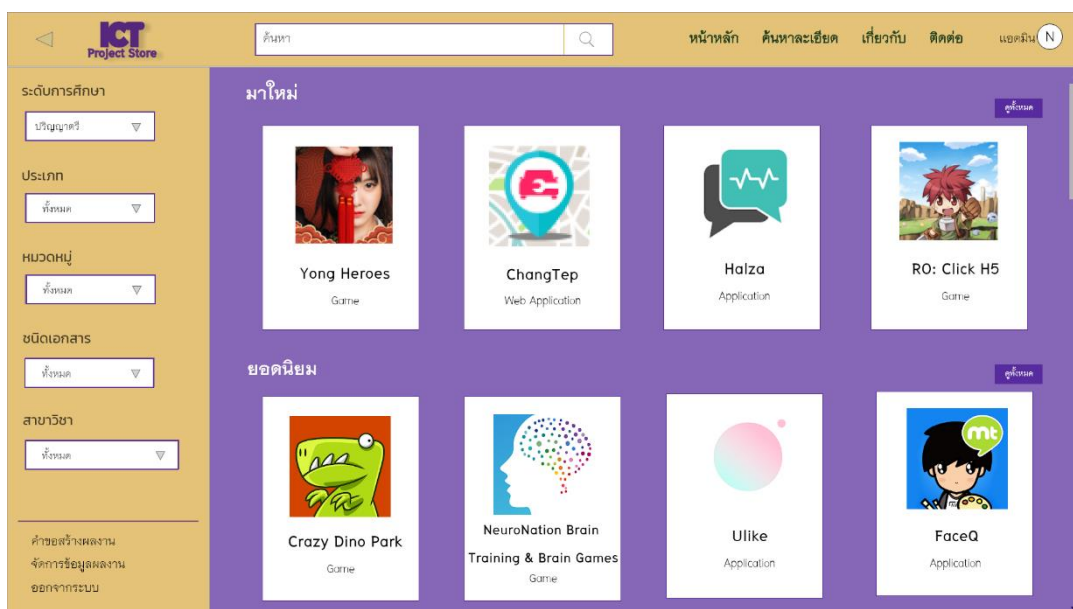 ICT
Project Store
ค้นหา
หน้าหลัก ค้นหาละเอียด เกี่ยวกับ ติดต่อ แอดมิน N
ระดับการศึกษา
ปริญญาตรี
ประเภท
ทั้งหมด
หมวดหมู่
ทั้งหมด
ชนิดเอกสาร
ทั้งหมด
สาขาวิชา
ทั้งหมด
คำขอสร้างผลงาน
จัดการข้อมูลผลงาน
ออกจากระบบ
มาใหม่
ดูทั้งหมด
Yong Heroes
Game
ChangTep
Web Application
Halza
Application
RO: Click H5
Game
ยอดนิยม
ดูทั้งหมด
Crazy Dino Park
Game
NeuroNation Brain
Training & Brain Games
Game
Ulike
Application
mt
FaceQ
Application